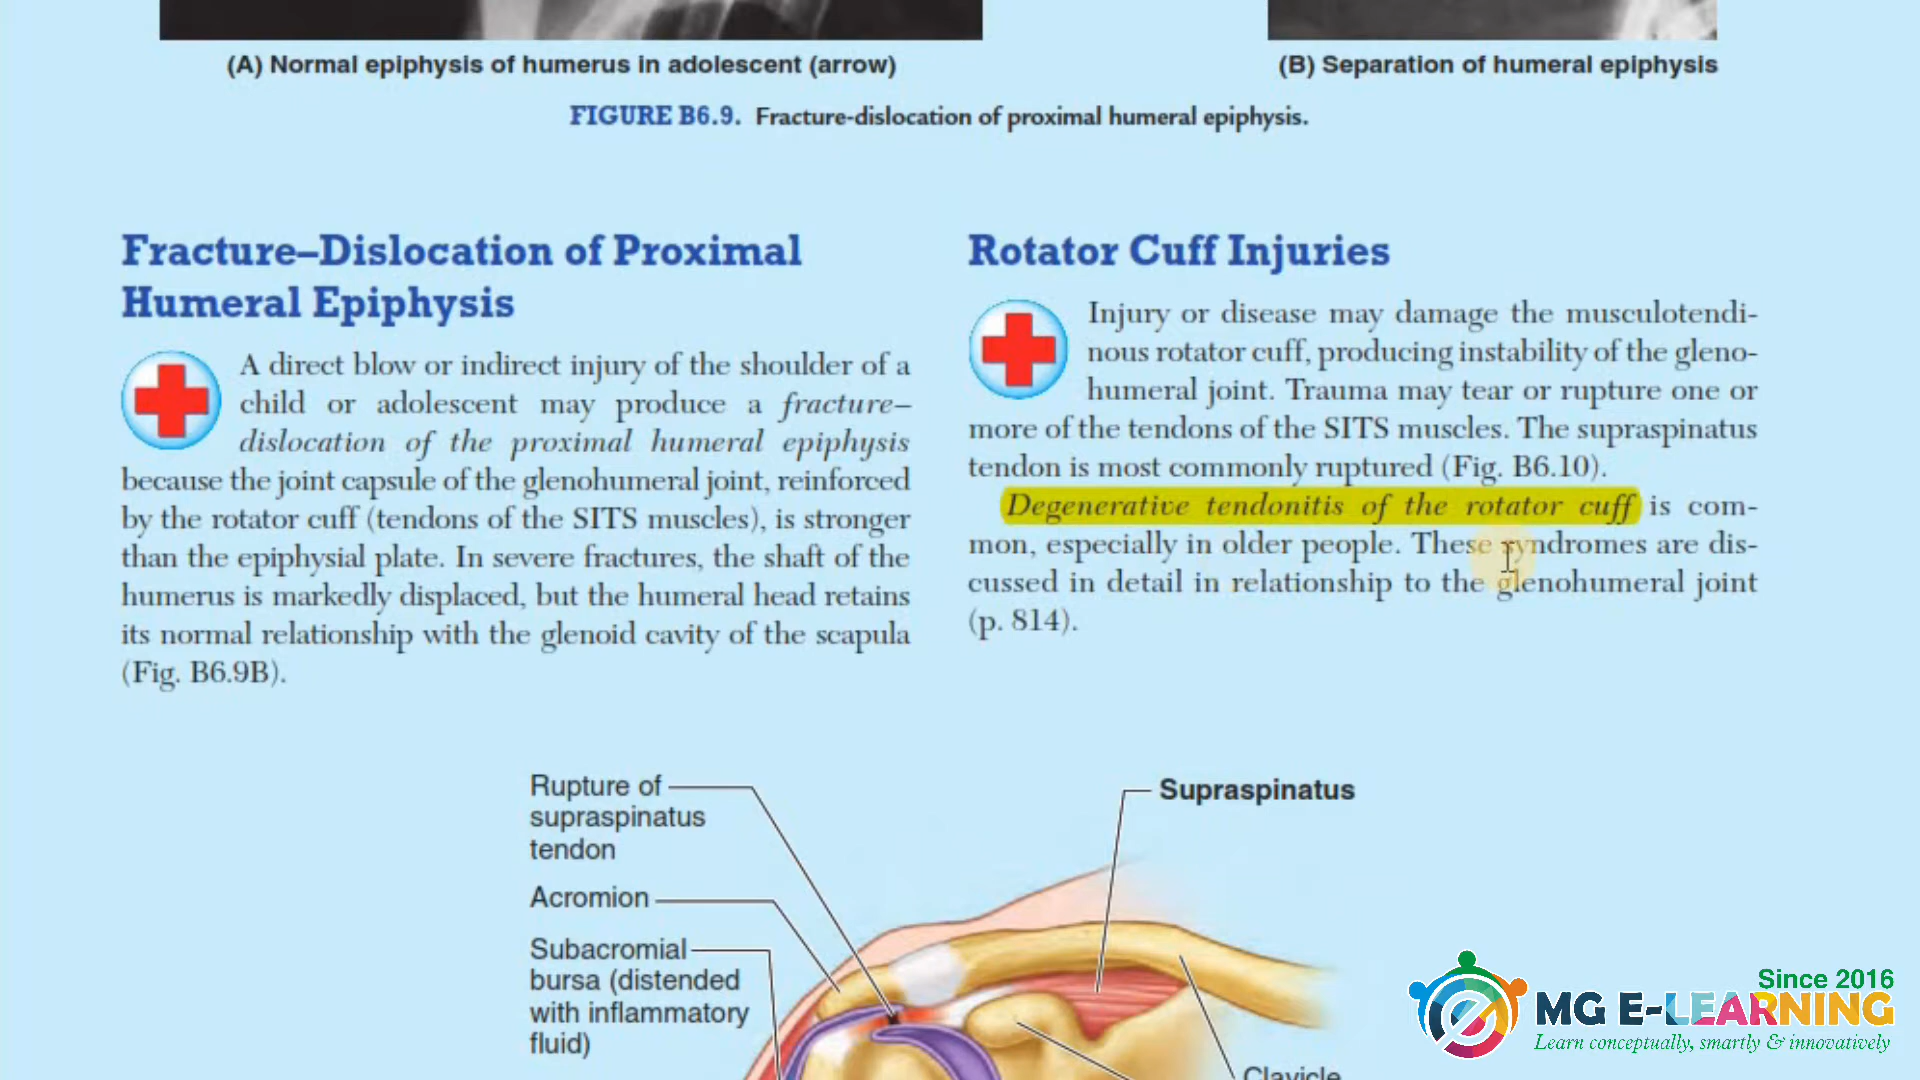 (A) Normal epiphysis of humerus in adolescent (arrow)
(B) Separation of humeral epiphysis
FIGURE B6.9. Fracture-dislocation of proximal humeral epiphysis.
Fracture–Dislocation of Proximal
Humeral Epiphysis
A direct blow or indirect injury of the shoulder of a
child or adolescent may produce a fracture–
dislocation of the proximal humeral epiphysis
because the joint capsule of the glenohumeral joint, reinforced
by the rotator cuff (tendons of the SITS muscles), is stronger
than the epiphysial plate. In severe fractures, the shaft of the
humerus is markedly displaced, but the humeral head retains
its normal relationship with the glenoid cavity of the scapula
(Fig. B6.9B).
Rotator Cuff Injuries
Injury or disease may damage the musculotendi-
nous rotator cuff, producing instability of the gleno-
humeral joint. Trauma may tear or rupture one or
more of the tendons of the SITS muscles. The supraspinatus
tendon is most commonly ruptured (Fig. B6.10).
Degenerative tendonitis of the rotator cuff is com-
mon, especially in older people. These syndromes are dis-
cussed in detail in relationship to the glenohumeral joint
(p. 814).
Rupture of
supraspinatus
tendon
Acromion
Subacromial
bursa (distended
with inflammatory
fluid)
Supraspinatus
Clavicle
Since 2016
MG E-LEARNING
Learn conceptually, smartly & innovatively